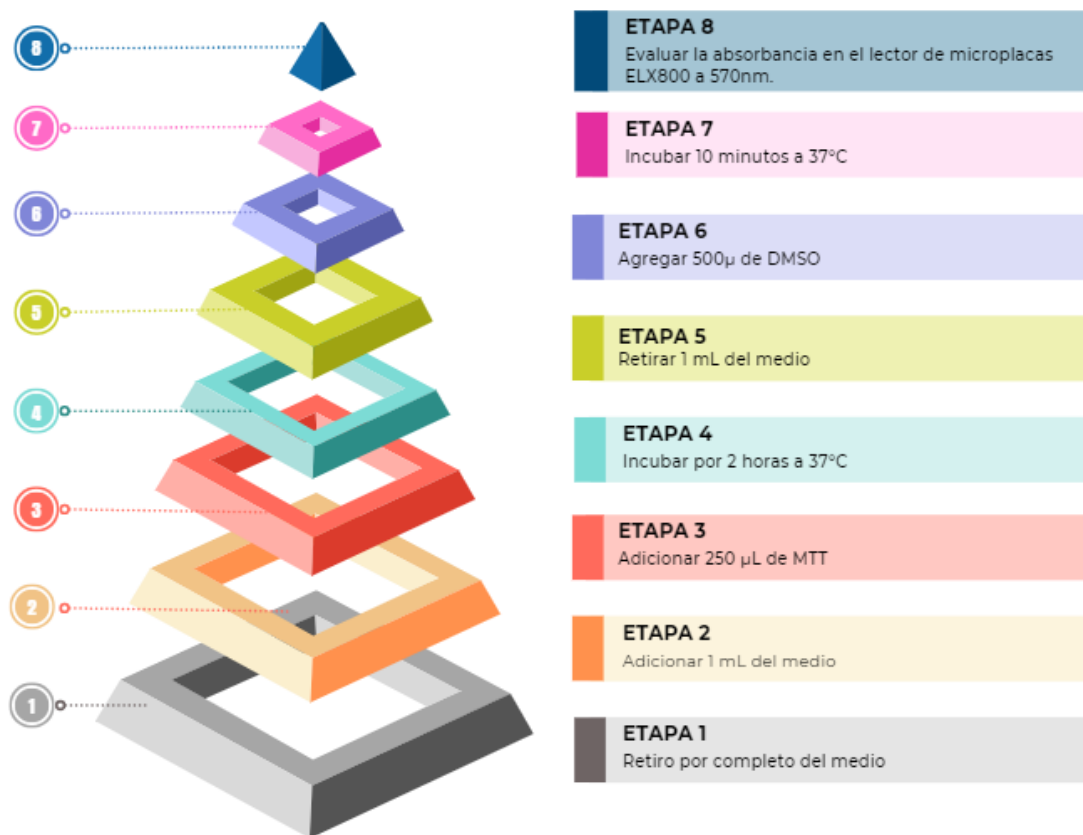 8
ETAPA 8
Evaluar la absorbancia en el lector de microplacas
ELX800 a 570nm.
7
ETAPA 7
Incubar 10 minutos a 37°C
6
ETAPA 6
Agregar 500µ de DMSO
5
ETAPA 5
Retirar 1 mL del medio
4
ETAPA 4
Incubar por 2 horas a 37°C
3
ETAPA 3
Adicionar 250 µL de MTT
2
ETAPA 2
Adicionar 1 mL del medio
1
ETAPA 1
Retiro por completo del medio